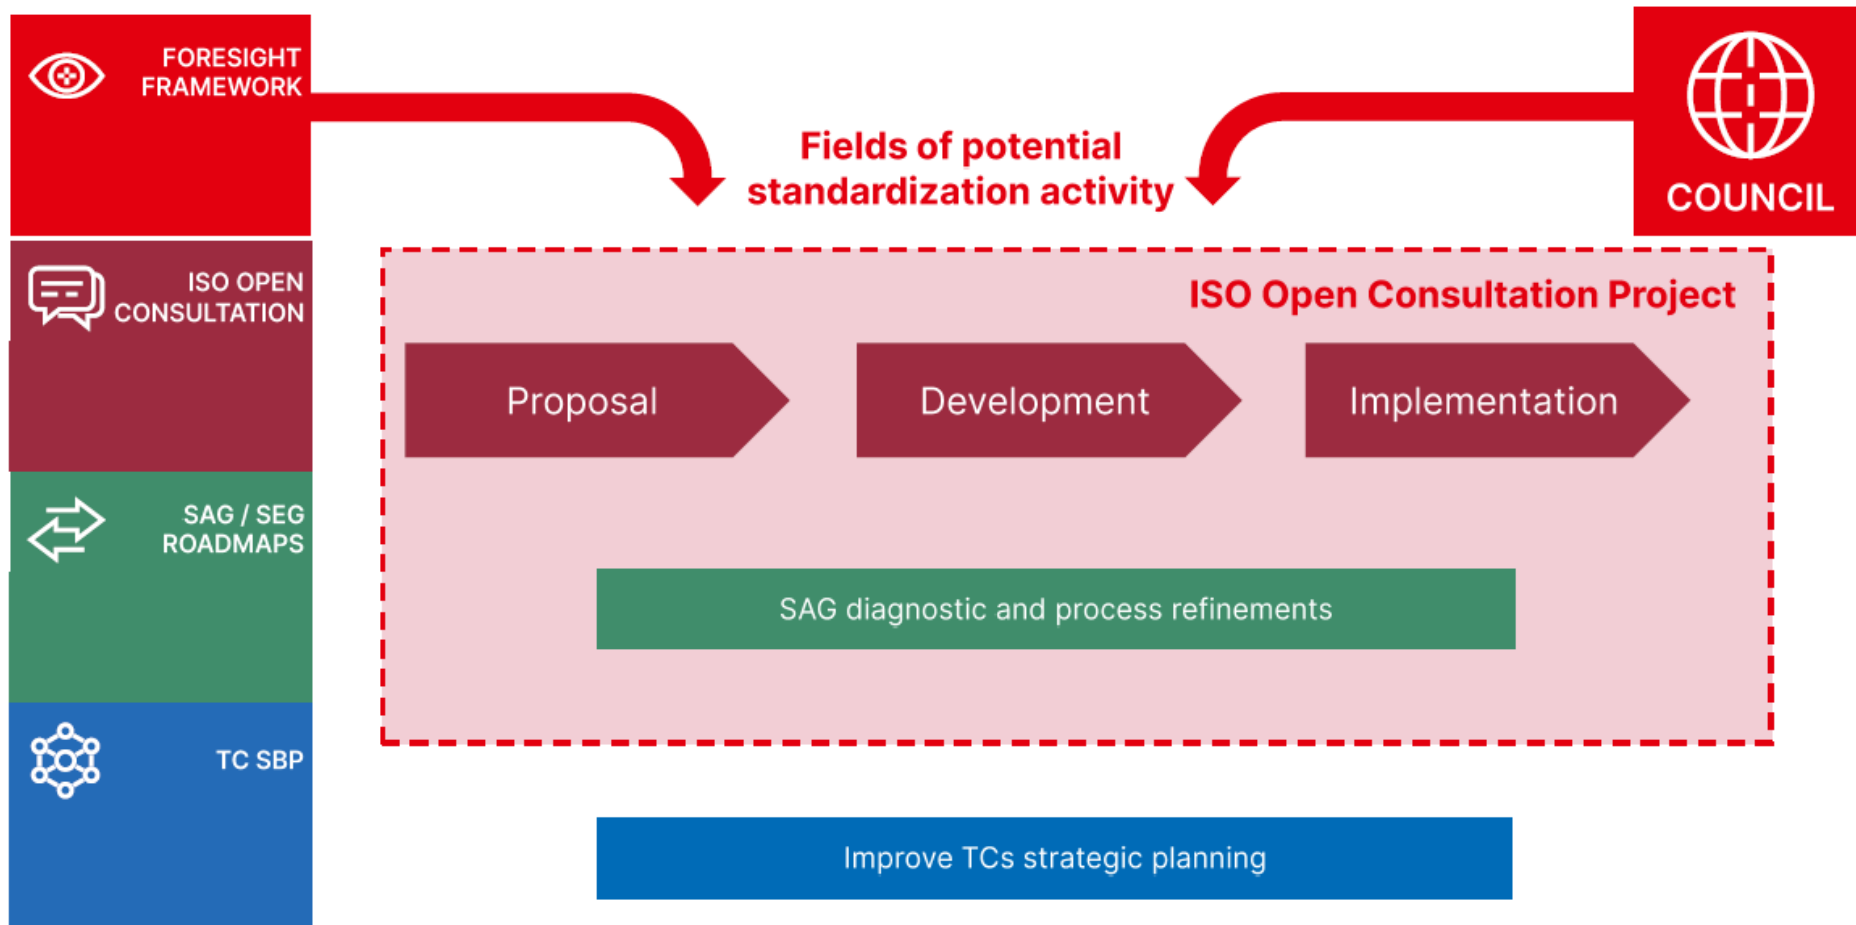 FORESIGHT
FRAMEWORK
Fields of potential
standardization activity
COUNCIL
ISO OPEN
CONSULTATION
ISO Open Consultation Project
Proposal
Development
Implementation
SAG / SEG
ROADMAPS
SAG diagnostic and process refinements
TC SBP
Improve TCs strategic planning